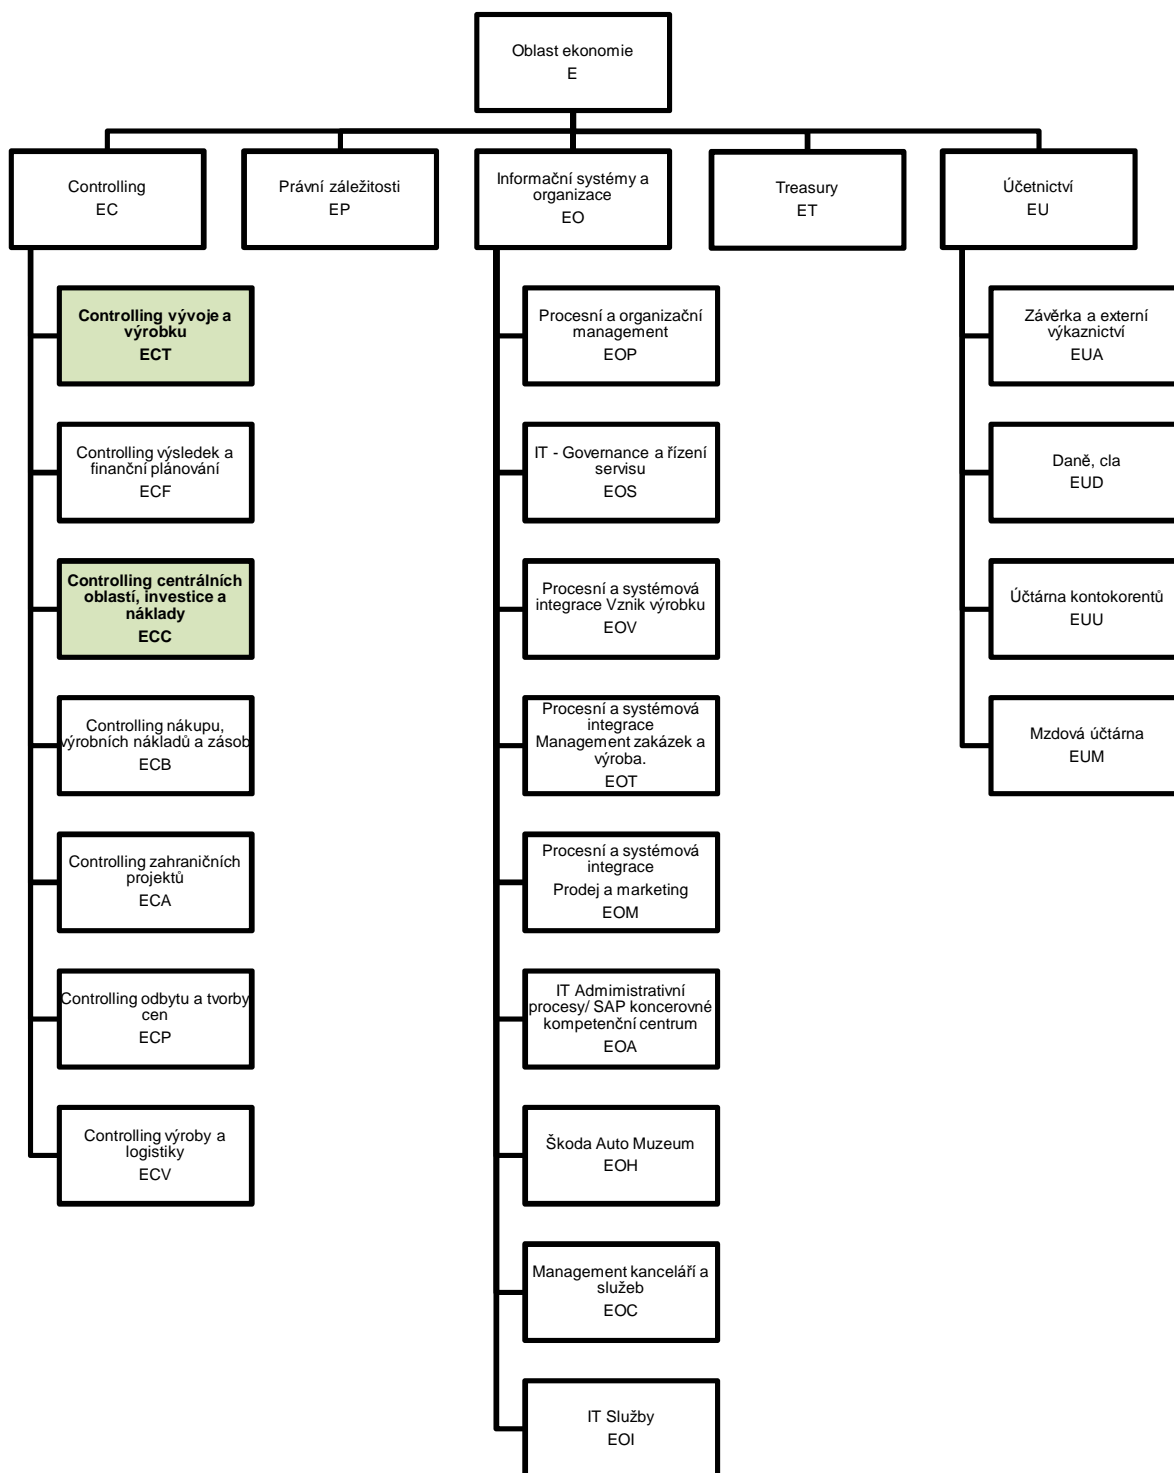 Oblast ekonomie
E
Controlling
EC
Právní záležitosti
EP
Informační systémy a
organizace
EO
Treasury
ET
Účetnictví
EU
Controlling vývoje a
výrobku
ECT
Controlling výsledek a
finanční plánování
ECF
Controlling centrálních
oblastí, investice a
náklady
ECC
Controlling nákupu,
výrobních nákladů a zásob
ECB
Controlling zahraničních
projektů
ECA
Controlling odbytu a tvorby
cen
ECP
Controlling výroby a
logistiky
ECV
Procesní a organizační
management
EOP
IT - Governance a řízení
servisu
EOS
Procesní a systémová
integrace Vznik výrobku
EOV
Procesní a systémová
integrace
Management zakázek a
výroba.
EOT
Procesní a systémová
integrace
Prodej a marketing
EOM
IT Admimistrativní
procesy/ SAP koncerovné
kompetenční centrum
EOA
Škoda Auto Muzeum
EOH
Management kanceláří a
služeb
EOC
IT Služby
EOI
Závěrka a externí
výkaznictví
EUA
Daně, cla
EUD
Účtárna kontokorentů
EUU
Mzdová účtárna
EUM